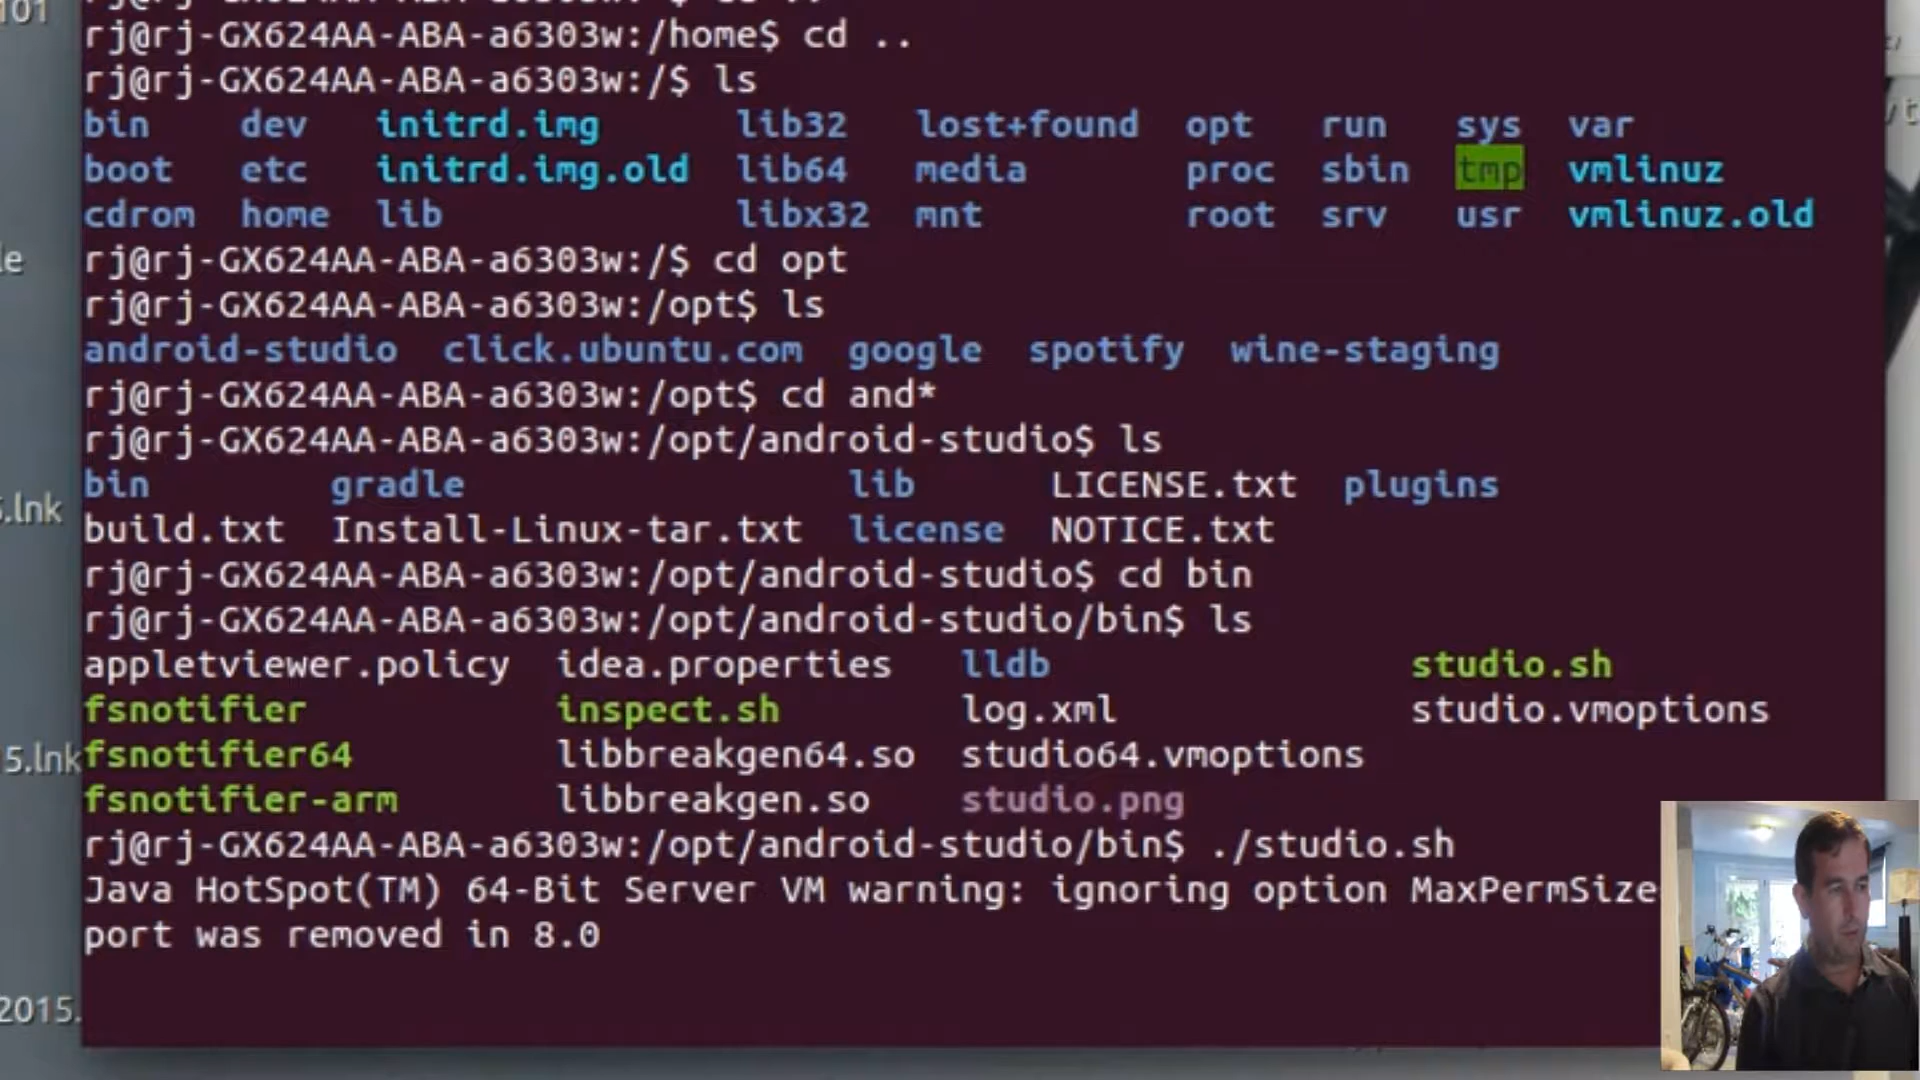 101
rj@rj-GX624AA-ABA-a6303w:/home$ cd ..
rj@rj-GX624AA-ABA-a6303w:/$ ls
bin dev initrd.img lib32 lost+found opt run sys var
boot etc initrd.img.old lib64 media proc sbin tmp vmlinuz
cdrom home lib libx32 mnt root srv usr vmlinuz.old
le rj@rj-GX624AA-ABA-a6303w:/$ cd opt
rj@rj-GX624AA-ABA-a6303w:/opt$ ls
android-studio click.ubuntu.com google spotify wine-staging
rj@rj-GX624AA-ABA-a6303w:/opt$ cd and*
rj@rj-GX624AA-ABA-a6303w:/opt/android-studio$ ls
bin gradle lib LICENSE.txt plugins
.lnk build.txt Install-Linux-tar.txt license NOTICE.txt
rj@rj-GX624AA-ABA-a6303w:/opt/android-studio$ cd bin
rj@rj-GX624AA-ABA-a6303w:/opt/android-studio/bin$ ls
appletviewer.policy idea.properties lldb studio.sh
fsnotifier inspect.sh log.xml studio.vmoptions
5.lnk fsnotifier64 libbreakgen64.so studio64.vmoptions
fsnotifier-arm libbreakgen.so studio.png
rj@rj-GX624AA-ABA-a6303w:/opt/android-studio/bin$ ./studio.sh
Java HotSpot(TM) 64-Bit Server VM warning: ignoring option MaxPermSize
port was removed in 8.0
2015.